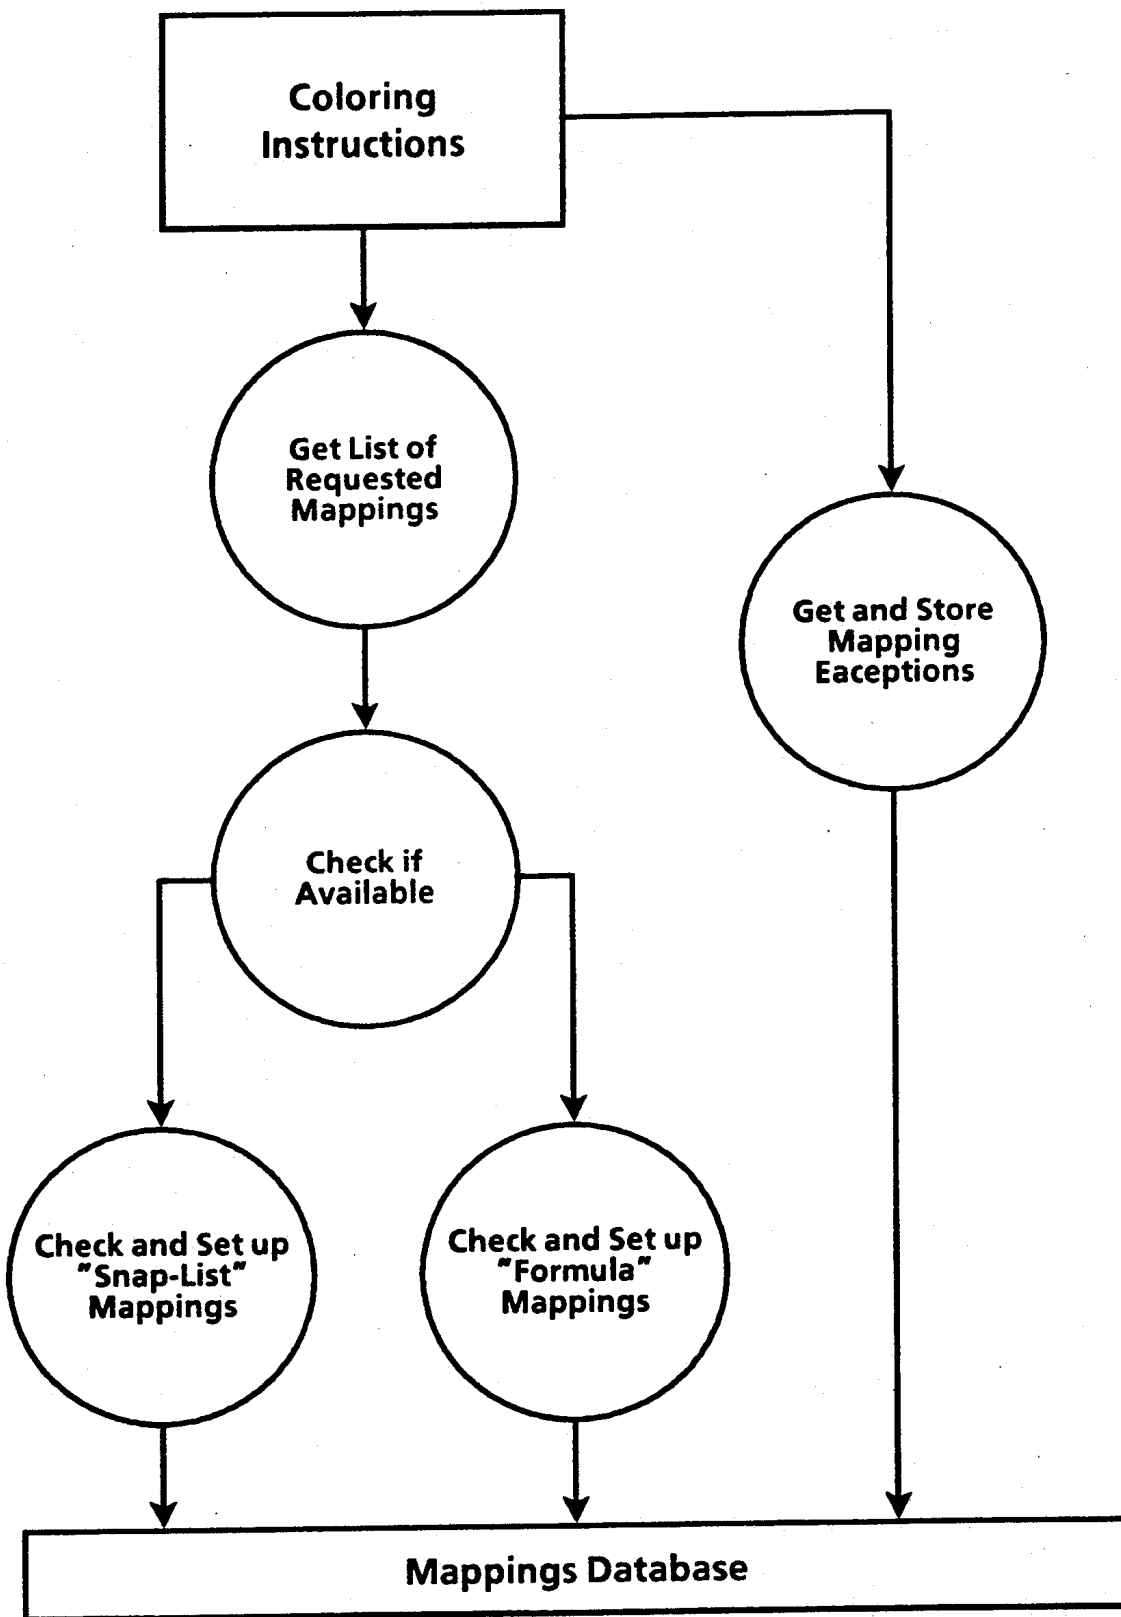 Coloring
Instructions
Get List of
Requested
Mappings
Get and Store
Mapping
Eaceptions
Check if
Available
Check and Set up
"Snap-List"
Mappings
Check and Set up
"Formula"
Mappings
Mappings Database